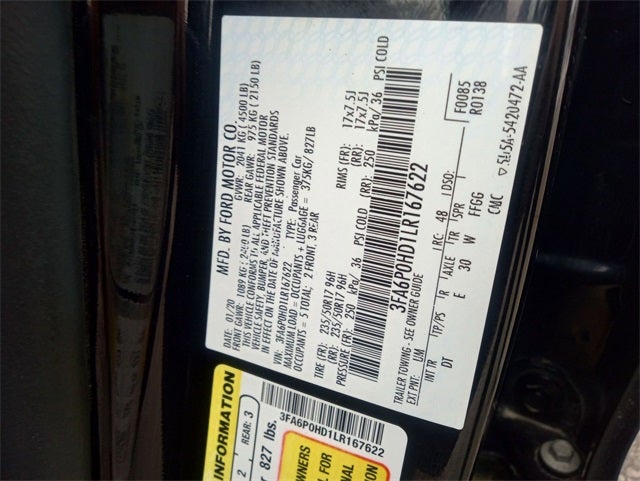 MFD. BY FORD MOTOR CO.
01/20 GVWR: 2041 KG ( 4500 LB)
FRONT GAWR: 1089 KG ( 2400 LB) REAR GAWR: 975 KG ( 2150 LB)
THIS VEHICLE CONFORMS TO ALL APPLICABLE FEDERAL MOTOR
VEHICLE SAFETY, BUMPER, AND THEFT PREVENTION STANDARDS
IN EFFECT ON THE DATE OF MANUFACTURE SHOWN ABOVE.
VIN: 3FA6P0HD1LR167622 TYPE: Passenger Car
MAXIMUM LOAD = OCCUPANTS + LUGGAGE = 375KG/ 827LB
OCCUPANTS = 5 TOTAL; 2 FRONT, 3 REAR
TIRE (FR): 235/50R17 96H RIMS (FR): 17x7.5J
(RR): 235/50R17 96H (RR): 17x7.5J
PRESSURE (FR): 250 kPa/ 36 PSI COLD (RR): 250 kPa/ 36 PSI COLD
3FA6P0HD1LR167622
TRAILER TOWING - SEE OWNER GUIDE
F0085
R0138
EXT PNT: UM RC: 48 DSO:
INT TR TP/PS R AXLE TR SPR
DT E 30 W FFGG
CMC
5U5A-5420472-AA
INFORMATION
2 REAR: 3
827 lbs.
3FA6P0HD1LR167622